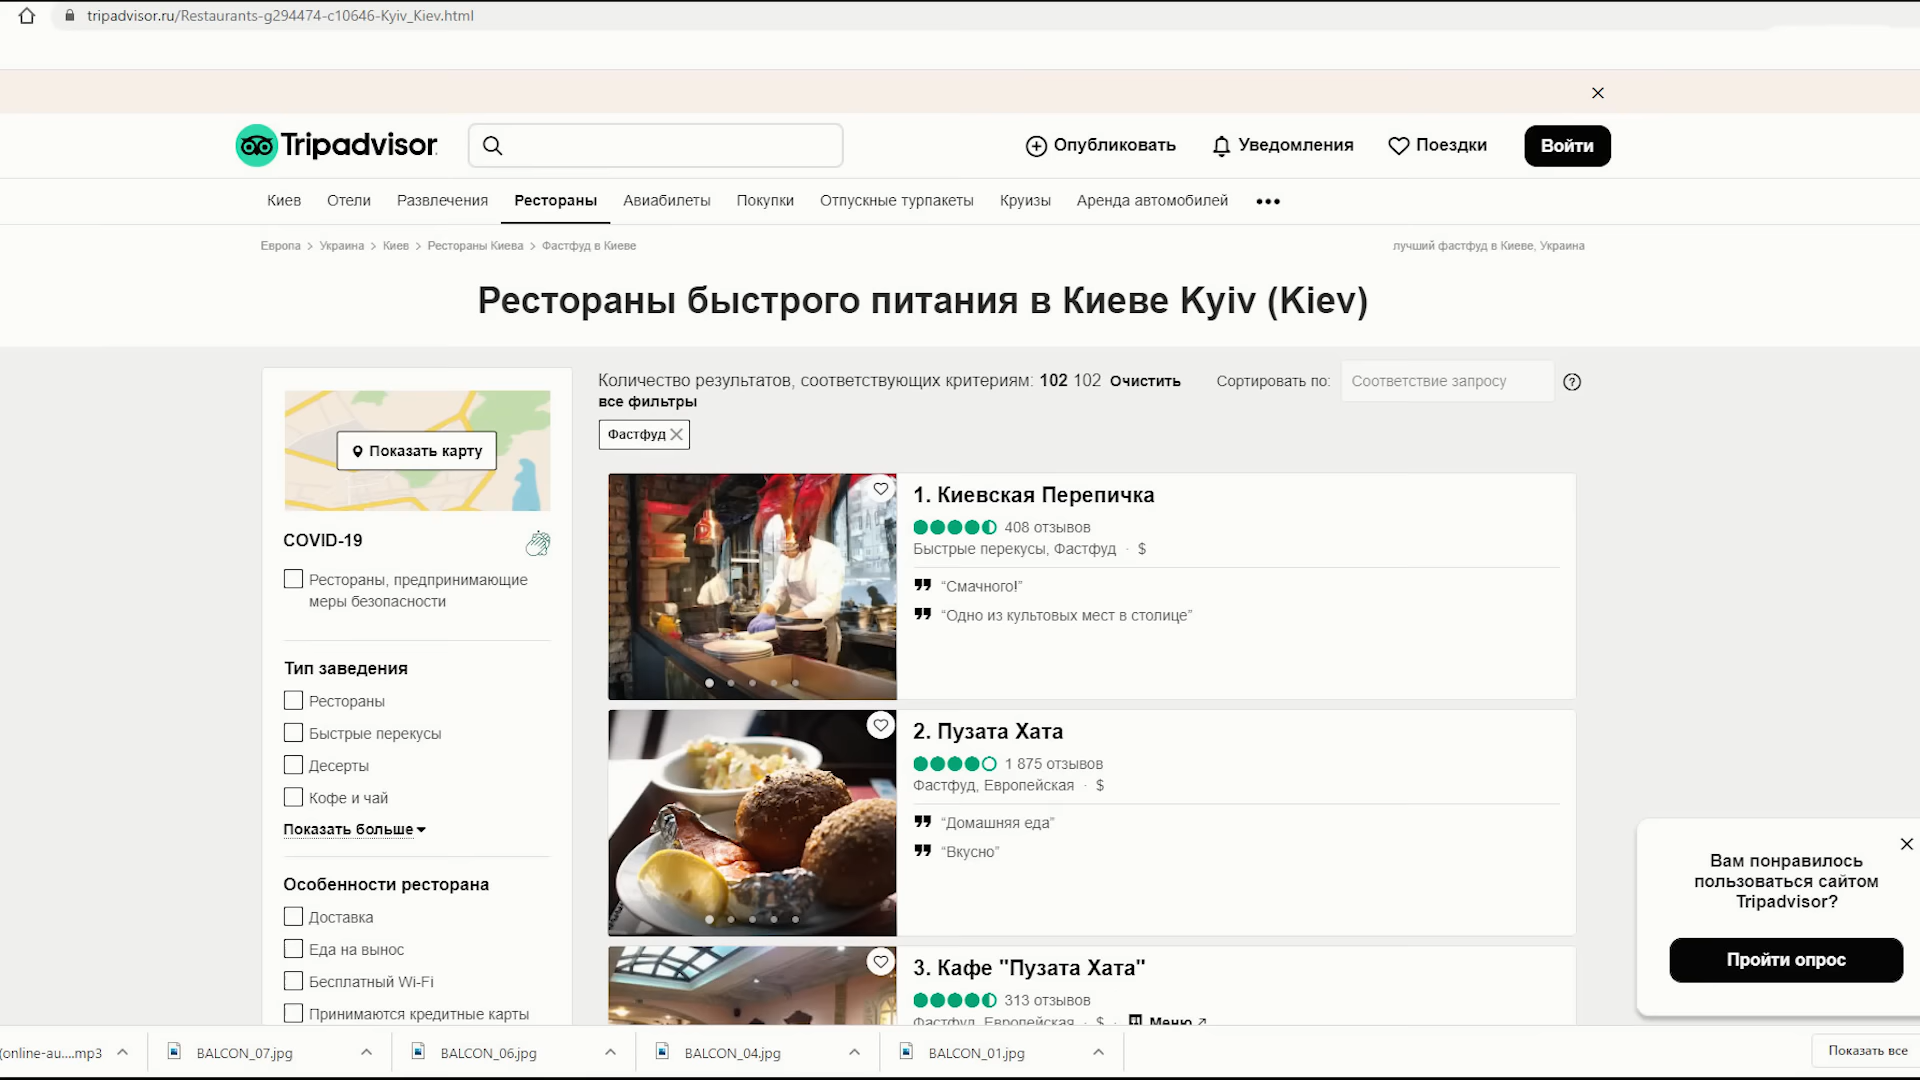 tripadvisor.ru/Restaurants-g294474-c10646-Kyiv_Kiev.html
Tripadvisor
Опубликовать
Уведомления
Поездки
Войти
Киев
Отели
Развлечения
Рестораны
Авиабилеты
Покупки
Отпускные турпакеты
Круизы
Аренда автомобилей
Европа > Украина > Киев > Рестораны Киева > Фастфуд в Киеве
лучший фастфуд в Киеве, Украина
Рестораны быстрого питания в Киеве Kyiv (Kiev)
Показать карту
COVID-19
Рестораны, предпринимающие
меры безопасности
Тип заведения
Рестораны
Быстрые перекусы
Десерты
Кофе и чай
Показать больше
Особенности ресторана
Доставка
Еда на вынос
Бесплатный Wi-Fi
Принимаются кредитные карты
Количество результатов, соответствующих критериям: 102 102 Очистить
все фильтры
Сортировать по:
Соответствие запросу
Фастфуд
1. Киевская Перепичка
408 отзывов
Быстрые перекусы, Фастфуд · $
“Смачного!”
“Одно из культовых мест в столице”
2. Пузата Хата
1 875 отзывов
Фастфуд, Европейская · $
“Домашняя еда”
“Вкусно”
3. Кафе "Пузата Хата"
313 отзывов
Фастфуд, Европейская · $ · Меню
Вам понравилось
пользоваться сайтом
Tripadvisor?
Пройти опрос
(online-au....mp3
BALCON_07.jpg
BALCON_06.jpg
BALCON_04.jpg
BALCON_01.jpg
Показать все